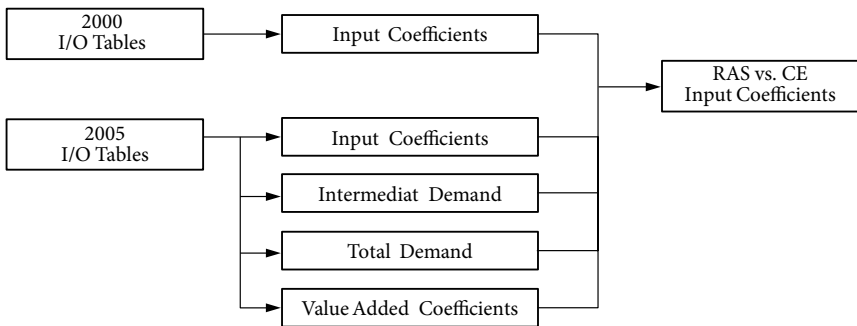 2000
I/O Tables
Input Coefficients
RAS vs. CE
Input Coefficients
2005
I/O Tables
Input Coefficients
Intermediat Demand
Total Demand
Value Added Coefficients